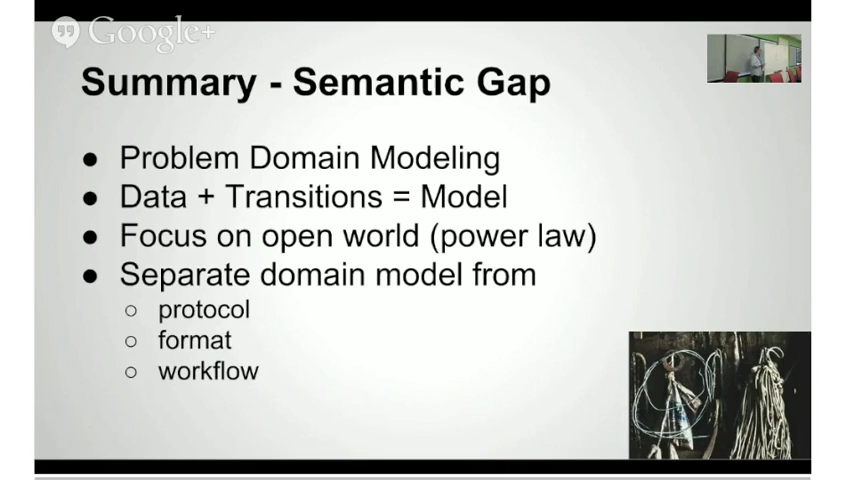 Google+
Summary - Semantic Gap
● Problem Domain Modeling
● Data + Transitions = Model
● Focus on open world (power law)
● Separate domain model from
○ protocol
○ format
○ workflow